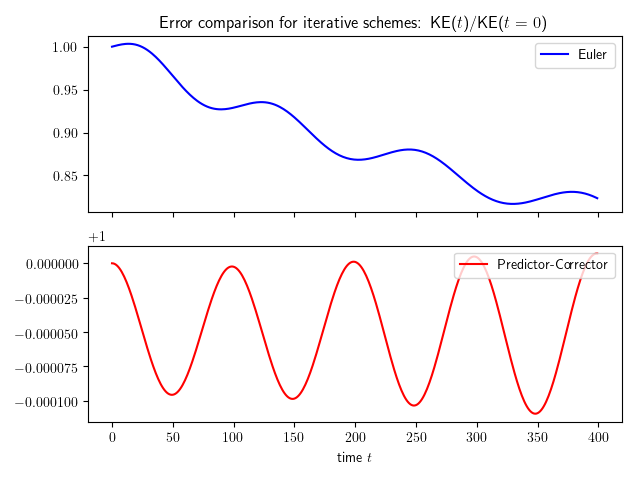 Error comparison for iterative schemes: KE(t)/KE(t = 0)
1.00
0.95
0.90
0.85
Euler
+1
0.000000
−0.000025
−0.000050
−0.000075
−0.000100
Predictor-Corrector
0 50 100 150 200 250 300 350 400
time t